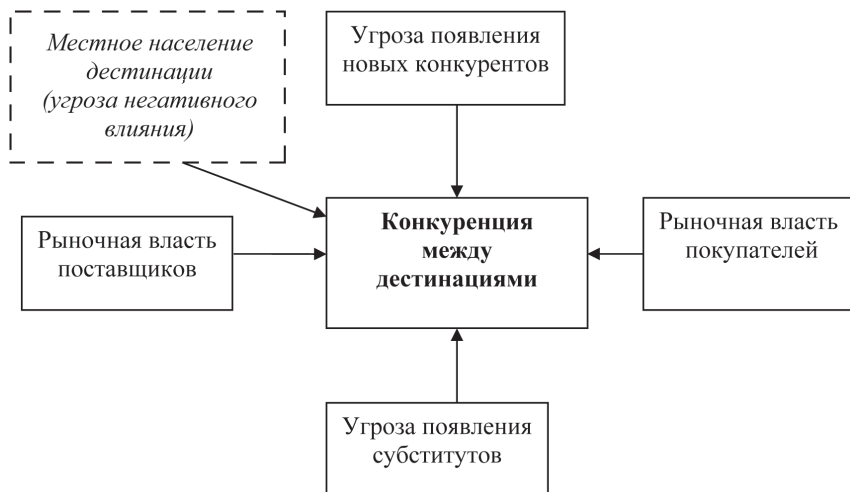 Местное население
дестинации
(угроза негативного
влияния)
Угроза появления
новых конкурентов
Рыночная власть
поставщиков
Конкуренция
между
дестинациями
Рыночная власть
покупателей
Угроза появления
субститутов